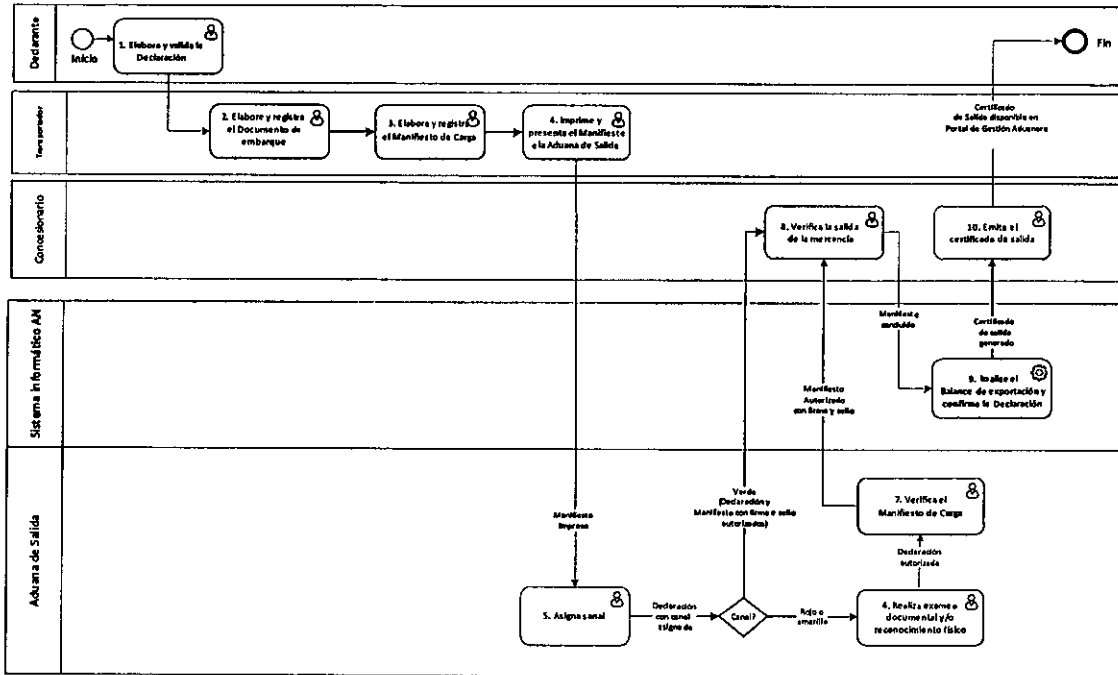 Declarante
Inicio
1. Elabora y valida la
Declaración
Fin
Transportador
2. Elabora y registra
el Documento de
embarque
3. Elabora y registra
el Manifiesto de Carga
4. Imprime y
presenta el Manifiesto
a la Aduana de Salida
Certificado
de Salida disponible en
Portal de Gestión Aduanera
Concesionario
8. Verifica la salida
de la mercancía
10. Emite el
certificado de salida
Sistema informático AN
Manifiesto
concluido
Certificado
de salida
generado
9. Realiza el
Balance de exportación y
confirma la Declaración
Manifiesto
Autorizado
con firma y sello
Aduana de Salida
Manifiesto
Impreso
Verde
(Declaración y
Manifiesto con firma o sello
autorizados)
7. Verifica el
Manifiesto de Carga
Declaración
autorizada
5. Asigna canal
Declaración
con canal
asignado
Canal?
Rojo o
amarillo
6. Realiza examen
documental y/o
reconocimiento físico